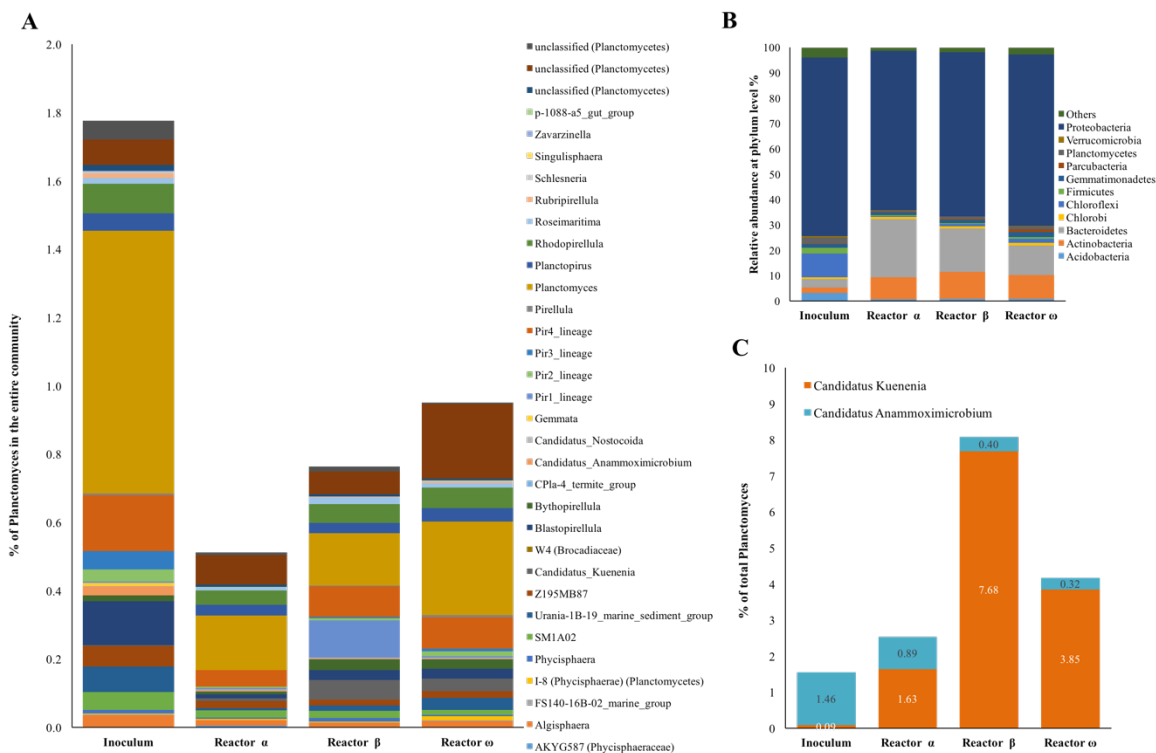 A
% of Planctomyces in the entire community
2.0
1.8
1.6
1.4
1.2
1.0
0.8
0.6
0.4
0.2
0.0
Inoculum
Reactor α
Reactor β
Reactor ω
unclassified (Planctomycetes)
unclassified (Planctomycetes)
unclassified (Planctomycetes)
p-1088-a5_gut_group
Zavarzinella
Singulisphaera
Schlesneria
Rubripirellula
Roseimaritima
Rhodopirellula
Planctopirus
Planctomyces
Pirellula
Pir4_lineage
Pir3_lineage
Pir2_lineage
Pir1_lineage
Gemmata
Candidatus_Nostocoida
Candidatus_Anammoximicrobium
CPla-4_termite_group
Bythopirellula
Blastopirellula
W4 (Brocadiaceae)
Candidatus_Kuenenia
Z195MB87
Urania-1B-19_marine_sediment_group
SM1A02
Phycisphaera
I-8 (Phycisphaerae) (Planctomycetes)
FS140-16B-02_marine_group
Algisphaera
AKYG587 (Phycisphaeraceae)
B
Relative abundance at phylum level %
100
90
80
70
60
50
40
30
20
10
0
Inoculum
Reactor α
Reactor β
Reactor ω
Others
Proteobacteria
Verrucomicrobia
Planctomycetes
Parcubacteria
Gemmatimonadetes
Firmicutes
Chloroflexi
Chlorobi
Bacteroidetes
Actinobacteria
Acidobacteria
C
% of total Planctomyces
10
9
8
7
6
5
4
3
2
1
0
Candidatus Kuenenia
Candidatus Anammoximicrobium
1.46
0.09
0.89
1.63
0.40
7.68
0.32
3.85
Inoculum
Reactor α
Reactor β
Reactor ω